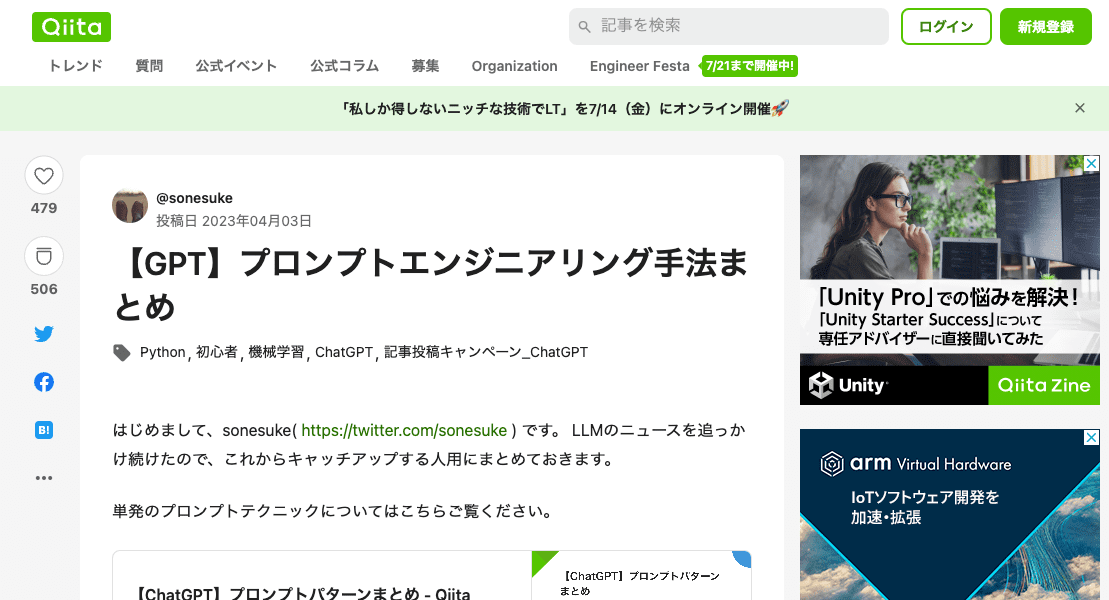 Qiita
記事を検索
ログイン
新規登録
トレンド 質問 公式イベント 公式コラム 募集 Organization Engineer Festa 7/21まで開催中!
「私しか得しないニッチな技術でLT」を7/14（金）にオンライン開催🚀
479
506
B!
@sonesuke
投稿日 2023年04月03日
【GPT】プロンプトエンジニアリング手法ま
とめ
Python, 初心者, 機械学習, ChatGPT, 記事投稿キャンペーン_ChatGPT
はじめまして、sonesuke( https://twitter.com/sonesuke ) です。 LLMのニュースを追っか
け続けたので、これからキャッチアップする人用にまとめておきます。
単発のプロンプトテクニックについてはこちらご覧ください。
【ChatGPT】プロンプトパターンまとめ - Qiita
【ChatGPT】プロンプトパターン
まとめ
「Unity Pro」での悩みを解決！
「Unity Starter Success」について
専任アドバイザーに直接聞いてみた
Unity
Qiita Zine
arm Virtual Hardware
IoTソフトウェア開発を
加速・拡張